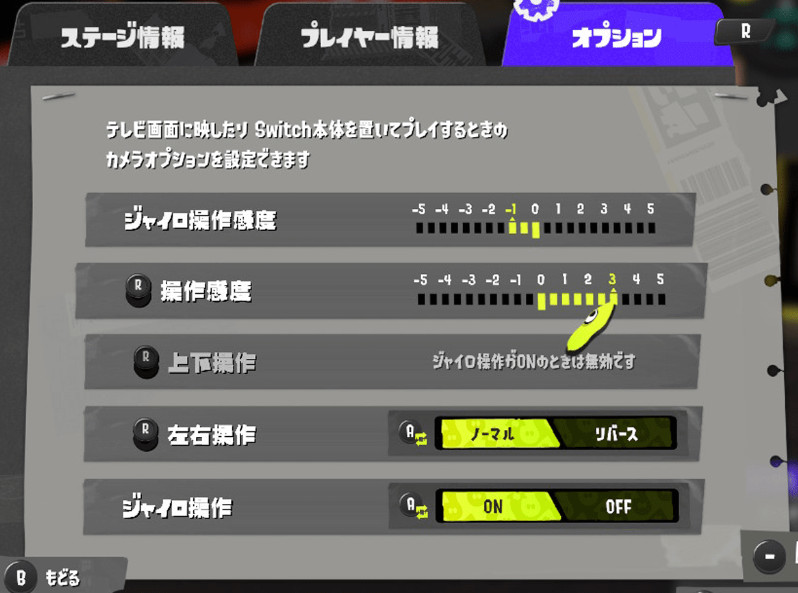 ステージ情報
プレイヤー情報
オプション
R
テレビ画面に映したり Switch本体を置いてプレイするときの
カメラオプションを設定できます
ジャイロ操作感度
-5 -4 -3 -2 -1 0 1 2 3 4 5
R 操作感度
-5 -4 -3 -2 -1 0 1 2 3 4 5
R 上下操作
ジャイロ操作がONのときは無効です
R 左右操作
A ノーマル リバース
ジャイロ操作
A ON OFF
B もどる
-